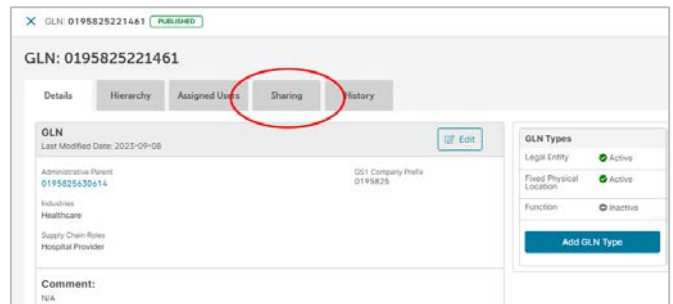 X GLN: 0195825221461 PUBLISHED
GLN: 0195825221461
Details Hierarchy Assigned Users Sharing History
GLN
Last Modified Date: 2023-09-08
Edit
Administrative Parent
0195825630614
GS1 Company Prefix
0195825
Industries
Healthcare
Supply Chain Roles
Hospital Provider
Comment:
N/A
GLN Types
Legal Entity Active
Fixed Physical
Location
Active
Function Inactive
Add GLN Type